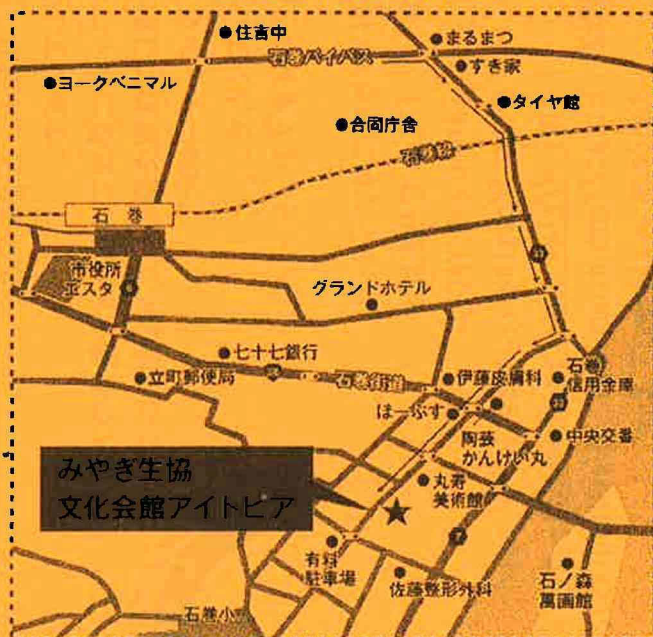 住吉中
まるまつ
石巻バイパス
すき家
ヨークベニマル
タイヤ館
合同庁舎
石巻線
石 巻
市役所
エスタ
グランドホテル
七十七銀行
立町郵便局
石巻街道
伊藤皮膚科
石巻
信用金庫
ほーぷす
陶芸
かんけい丸
中央交番
みやぎ生協
文化会館アイトピア
丸寿
美術館
有料
駐車場
佐藤整形外科
石ノ森
萬画館
石巻小